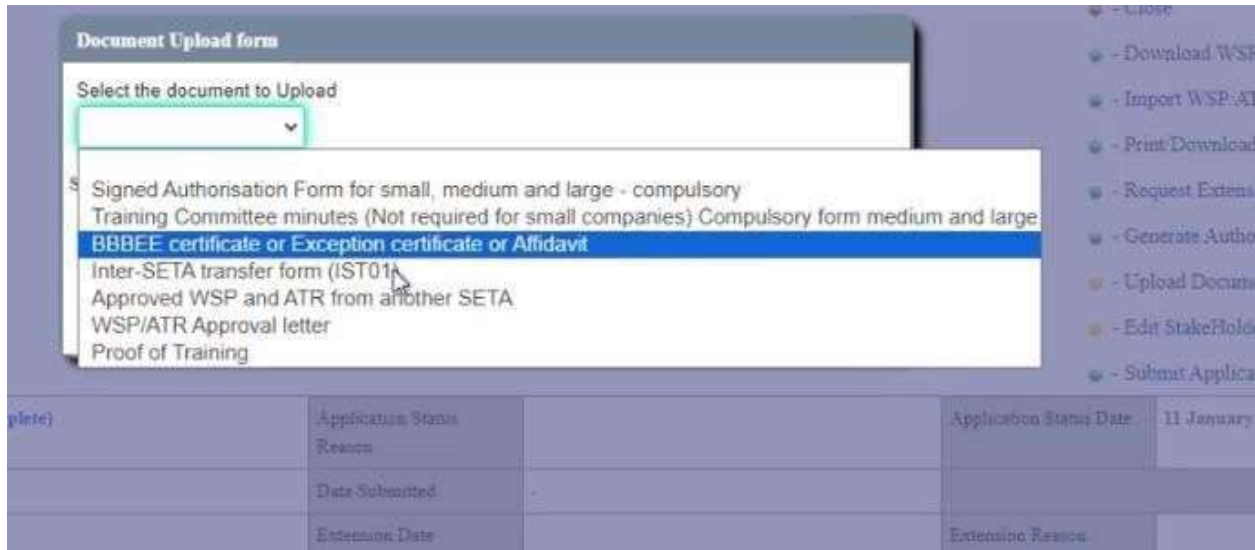 - Close
Document Upload form
- Download WSP
Select the document to Upload
- Import WSP/AT
- Print/Download
S
Signed Authorisation Form for small, medium and large - compulsory
- Request Extens
Training Committee minutes (Not required for small companies) Compulsory form medium and large
BBBEE certificate or Exception certificate or Affidavit
- Generate Autho
Inter-SETA transfer form (IST01)
- Upload Docume
Approved WSP and ATR from another SETA
WSP/ATR Approval letter
- Edit StakeHold
Proof of Training
- Submit Applica
plete)
Application Status Reason
Application Status Date
11 January
Date Submitted
-
Extension Date
Extension Reason